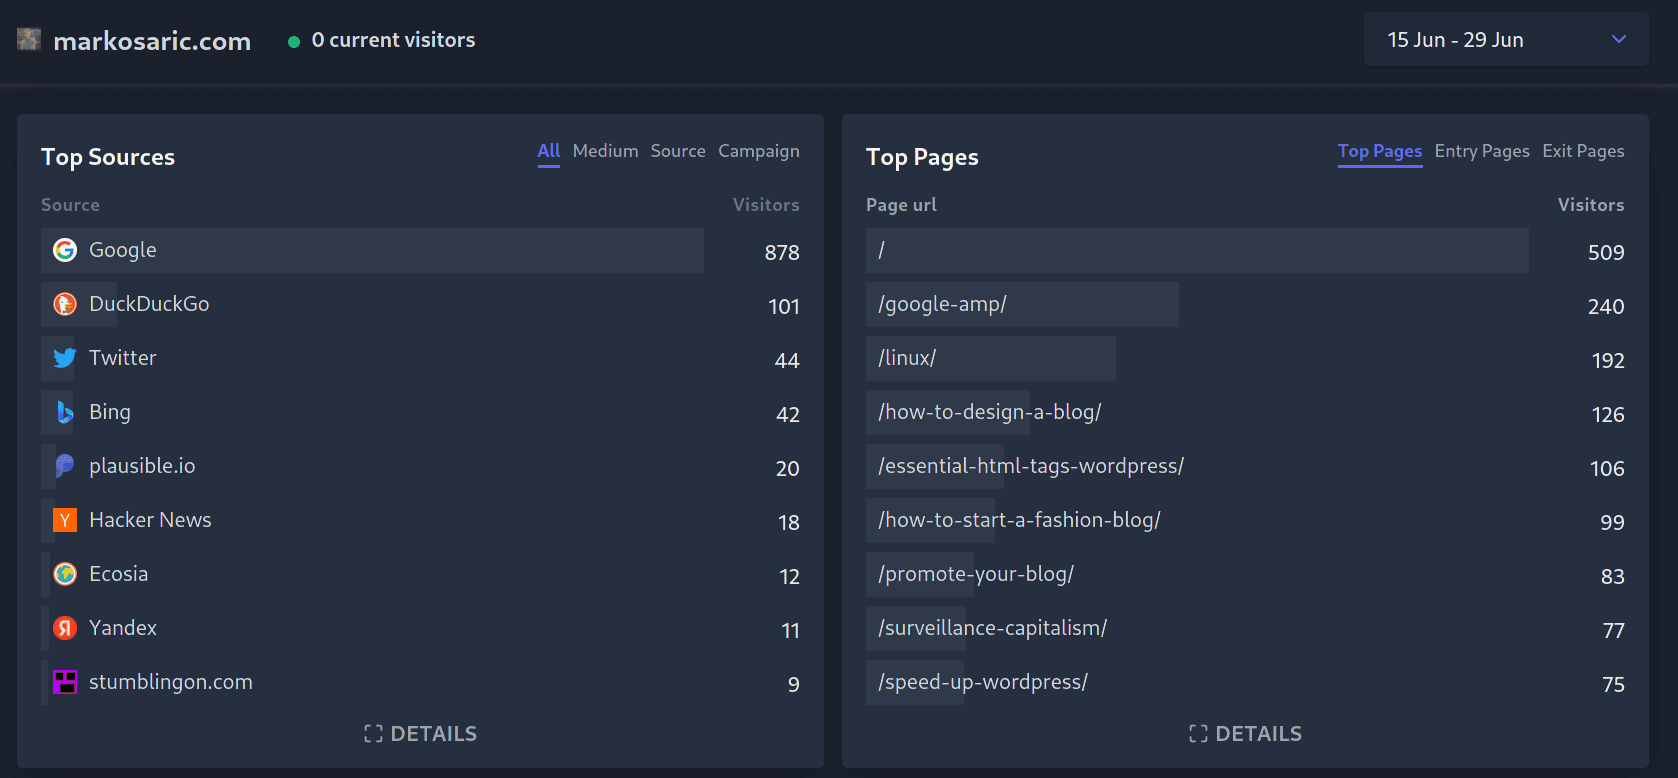 markosaric.com 0 current visitors 15 Jun - 29 Jun
Top Sources All Medium Source Campaign
Source Visitors
Google 878
DuckDuckGo 101
Twitter 44
Bing 42
plausible.io 20
Hacker News 18
Ecosia 12
Yandex 11
stumblingon.com 9
DETAILS
Top Pages Top Pages Entry Pages Exit Pages
Page url Visitors
/ 509
/google-amp/ 240
/linux/ 192
/how-to-design-a-blog/ 126
/essential-html-tags-wordpress/ 106
/how-to-start-a-fashion-blog/ 99
/promote-your-blog/ 83
/surveillance-capitalism/ 77
/speed-up-wordpress/ 75
DETAILS